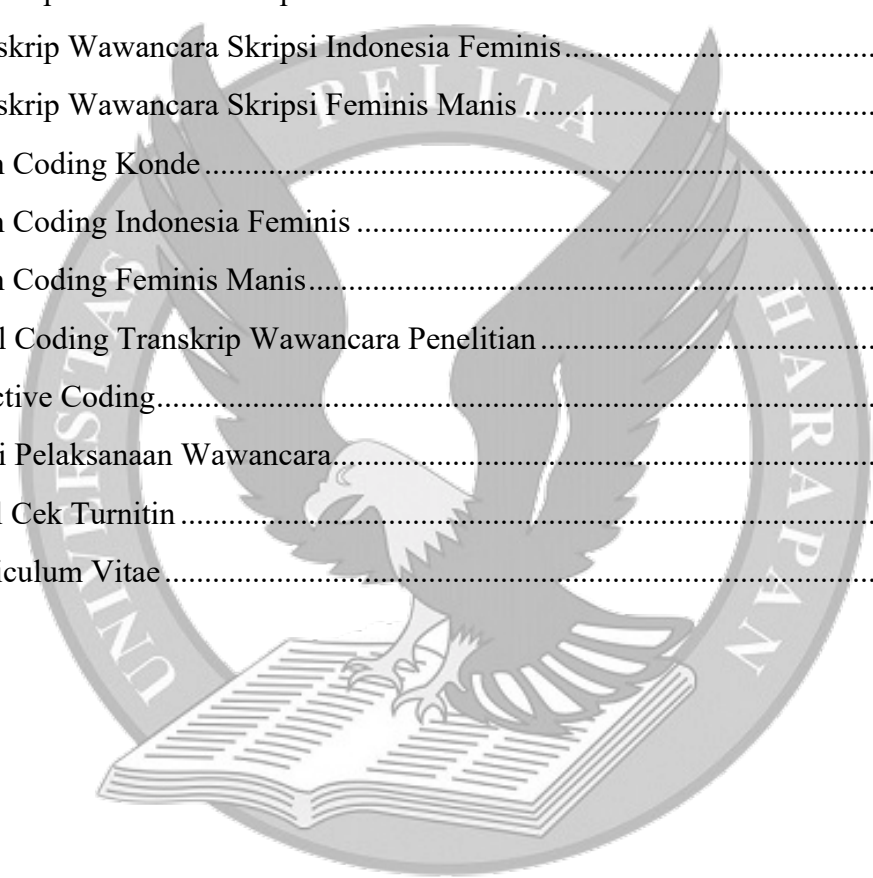 skrip Wawancara Skripsi Indonesia Feminis................................................
skrip Wawancara Skripsi Feminis Manis................................................
n Coding Konde................................................
n Coding Indonesia Feminis................................................
n Coding Feminis Manis................................................
l Coding Transkrip Wawancara Penelitian................................................
ctive Coding................................................
i Pelaksanaan Wawancara................................................
l Cek Turnitin................................................
iculum Vitae................................................
UNIVERSITAS PELITA HARAPAN